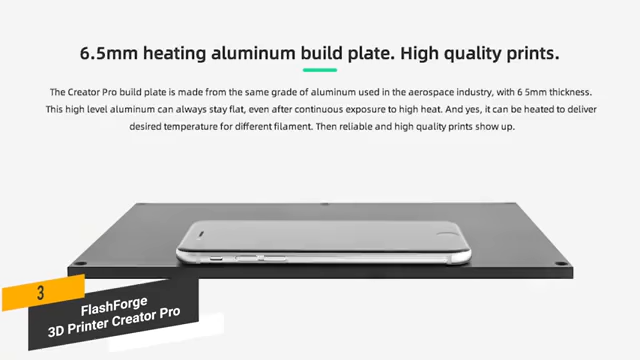 6.5mm heating aluminum build plate. High quality prints.
The Creator Pro build plate is made from the same grade of aluminum used in the aerospace industry, with 6 5mm thickness.
This high level aluminum can always stay flat, even after continuous exposure to high heat. And yes, it can be heated to deliver
desired temperature for different filament. Then reliable and high quality prints show up.
3
FlashForge
3D Printer Creator Pro